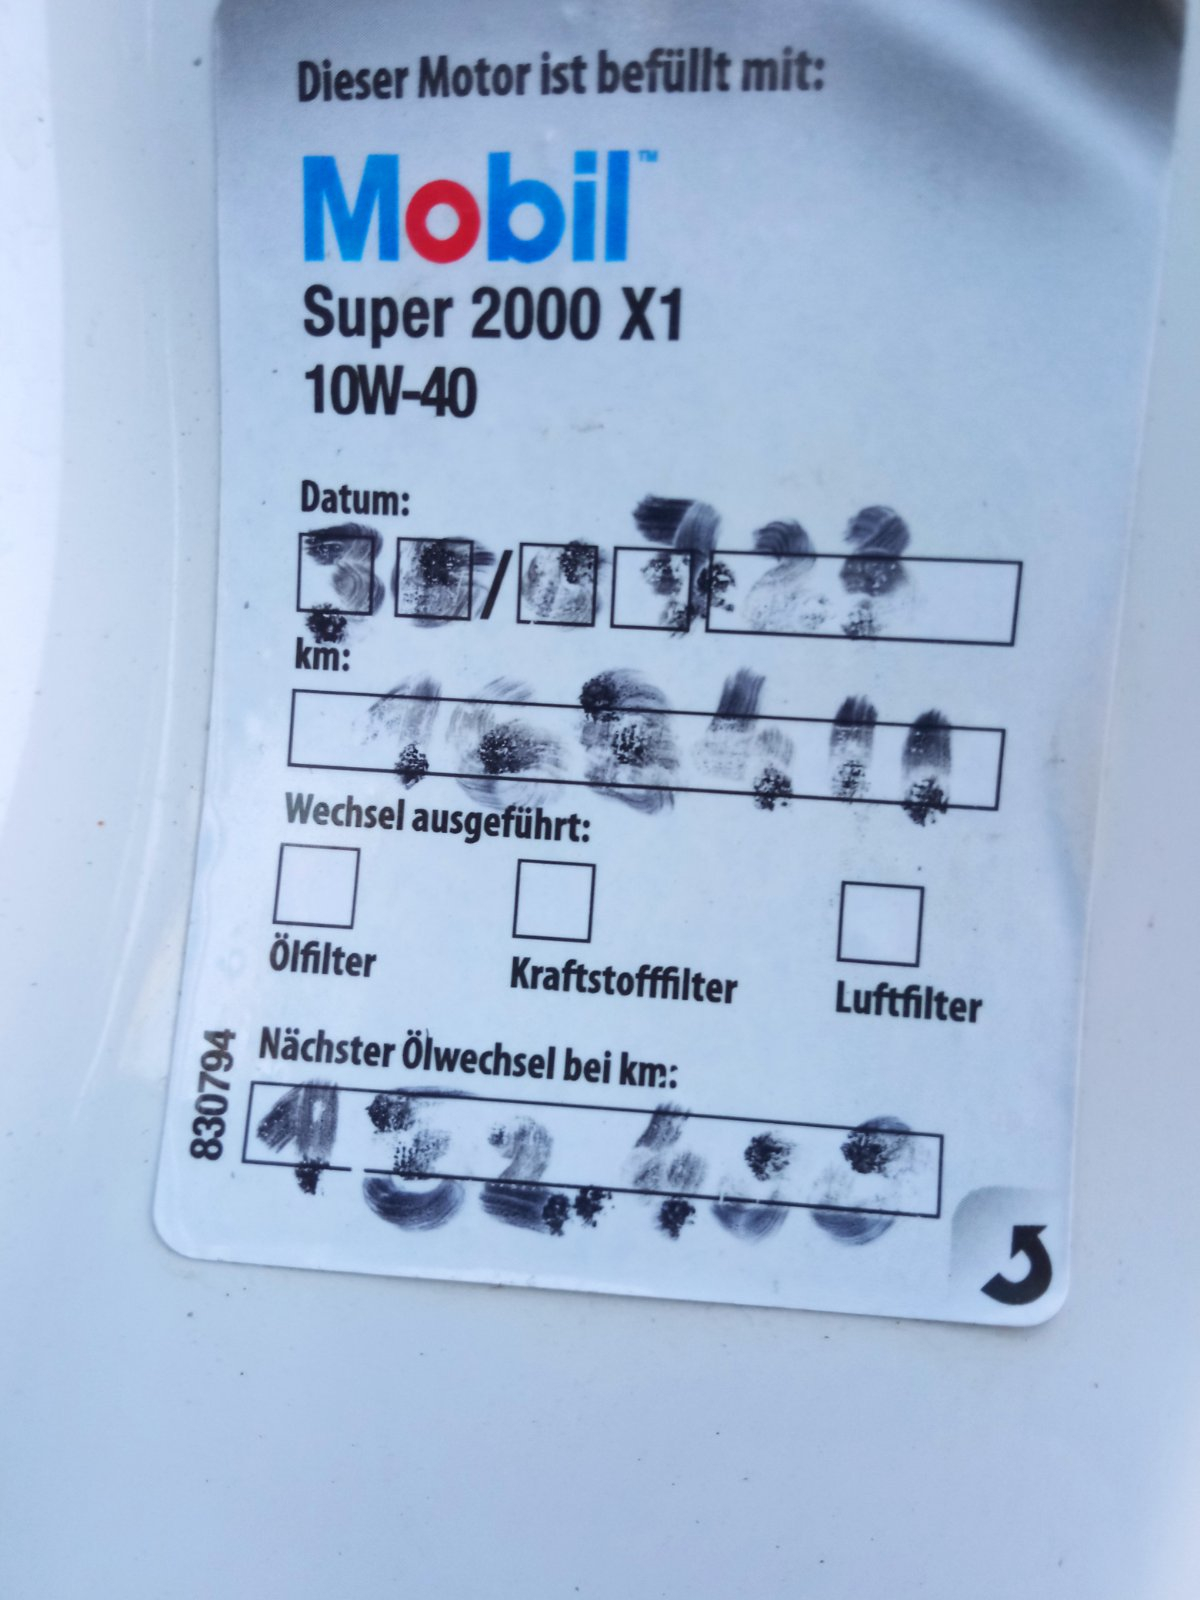 Dieser Motor ist befüllt mit:
Mobil™
Super 2000 X1
10W-40
Datum:
/
km:
Wechsel ausgeführt:
Ölfilter Kraftstofffilter Luftfilter
Nächster Ölwechsel bei km:
830794